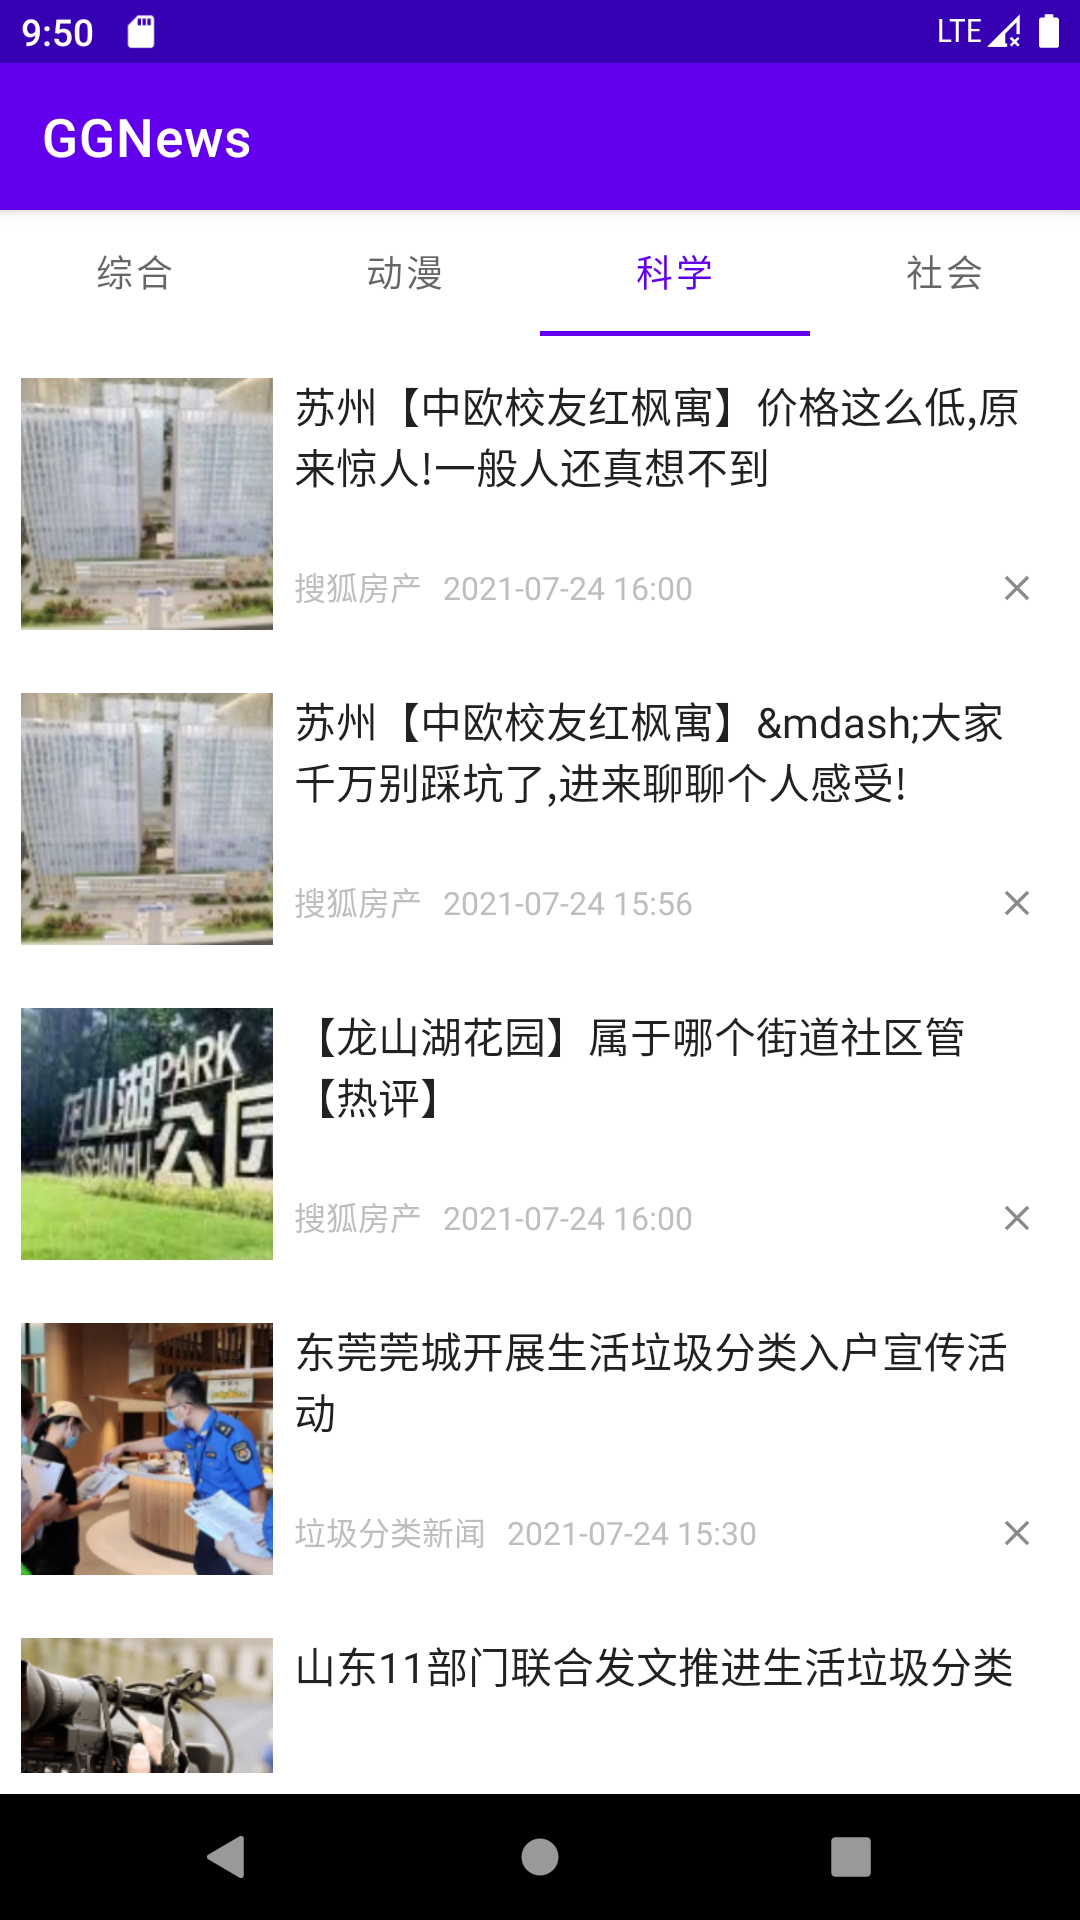 9:50
LTE
GGNews
综合
动漫
科学
社会
苏州【中欧校友红枫寓】价格这么低,原
来惊人!一般人还真想不到
搜狐房产 2021-07-24 16:00
苏州【中欧校友红枫寓】&mdash;大家
千万别踩坑了,进来聊聊个人感受!
搜狐房产 2021-07-24 15:56
【龙山湖花园】属于哪个街道社区管
【热评】
搜狐房产 2021-07-24 16:00
山湖PARK
公园
东莞莞城开展生活垃圾分类入户宣传活
动
垃圾分类新闻 2021-07-24 15:30
山东11部门联合发文推进生活垃圾分类